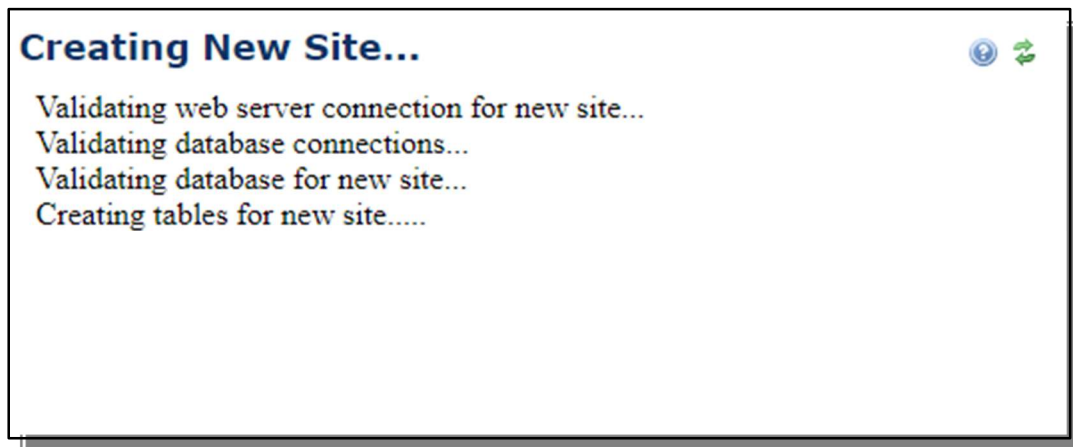 Creating New Site...
Validating web server connection for new site...
Validating database connections...
Validating database for new site...
Creating tables for new site.....